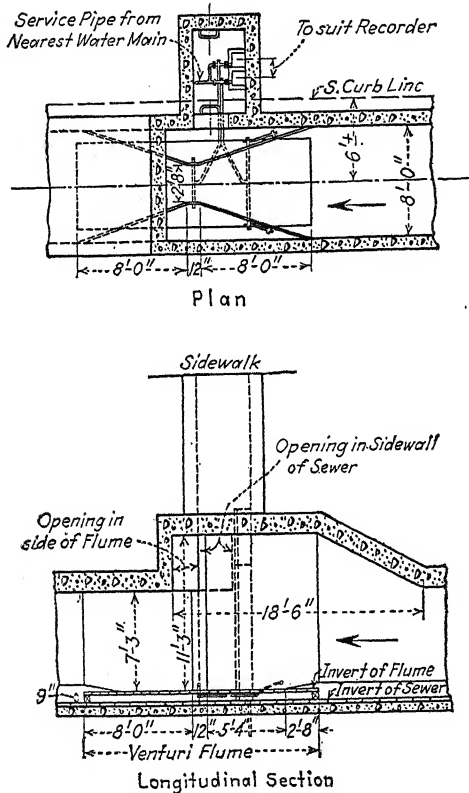 Service Pipe from
Nearest Water Main
To suit Recorder
S. Curb Linc
6'±
2'-8"
8'-0"
8'-0"
12"
8'-0"
Plan
Sidewalk
Opening in Sidewall
of Sewer
Opening in
side of Flume
18'-6"
7'-3"
11'-3"
Invert of Flume
9"
Invert of Sewer
8'-0"
12"
5'-4"
2'-8"
Venturi Flume
Longitudinal Section